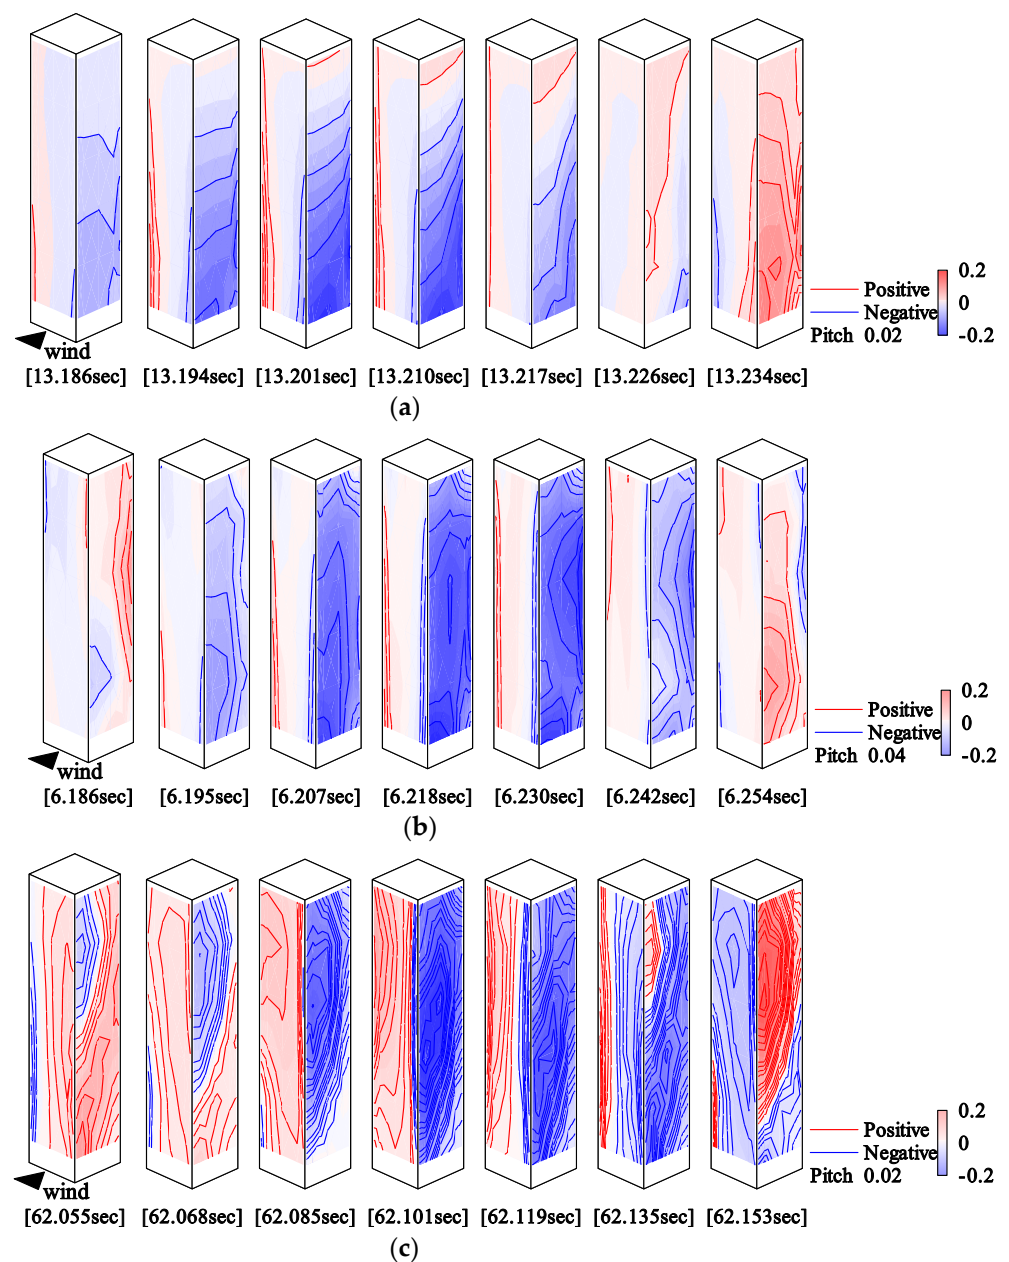 Positive
0.2
Negative
0
Pitch 0.02
-0.2
wind
[13.186sec] [13.194sec] [13.201sec] [13.210sec] [13.217sec] [13.226sec] [13.234sec]
(a)
Positive
0.2
Negative
0
Pitch 0.04
-0.2
wind
[6.186sec] [6.195sec] [6.207sec] [6.218sec] [6.230sec] [6.242sec] [6.254sec]
(b)
Positive
0.2
Negative
0
Pitch 0.02
-0.2
wind
[62.055sec] [62.068sec] [62.085sec] [62.101sec] [62.119sec] [62.135sec] [62.153sec]
(c)